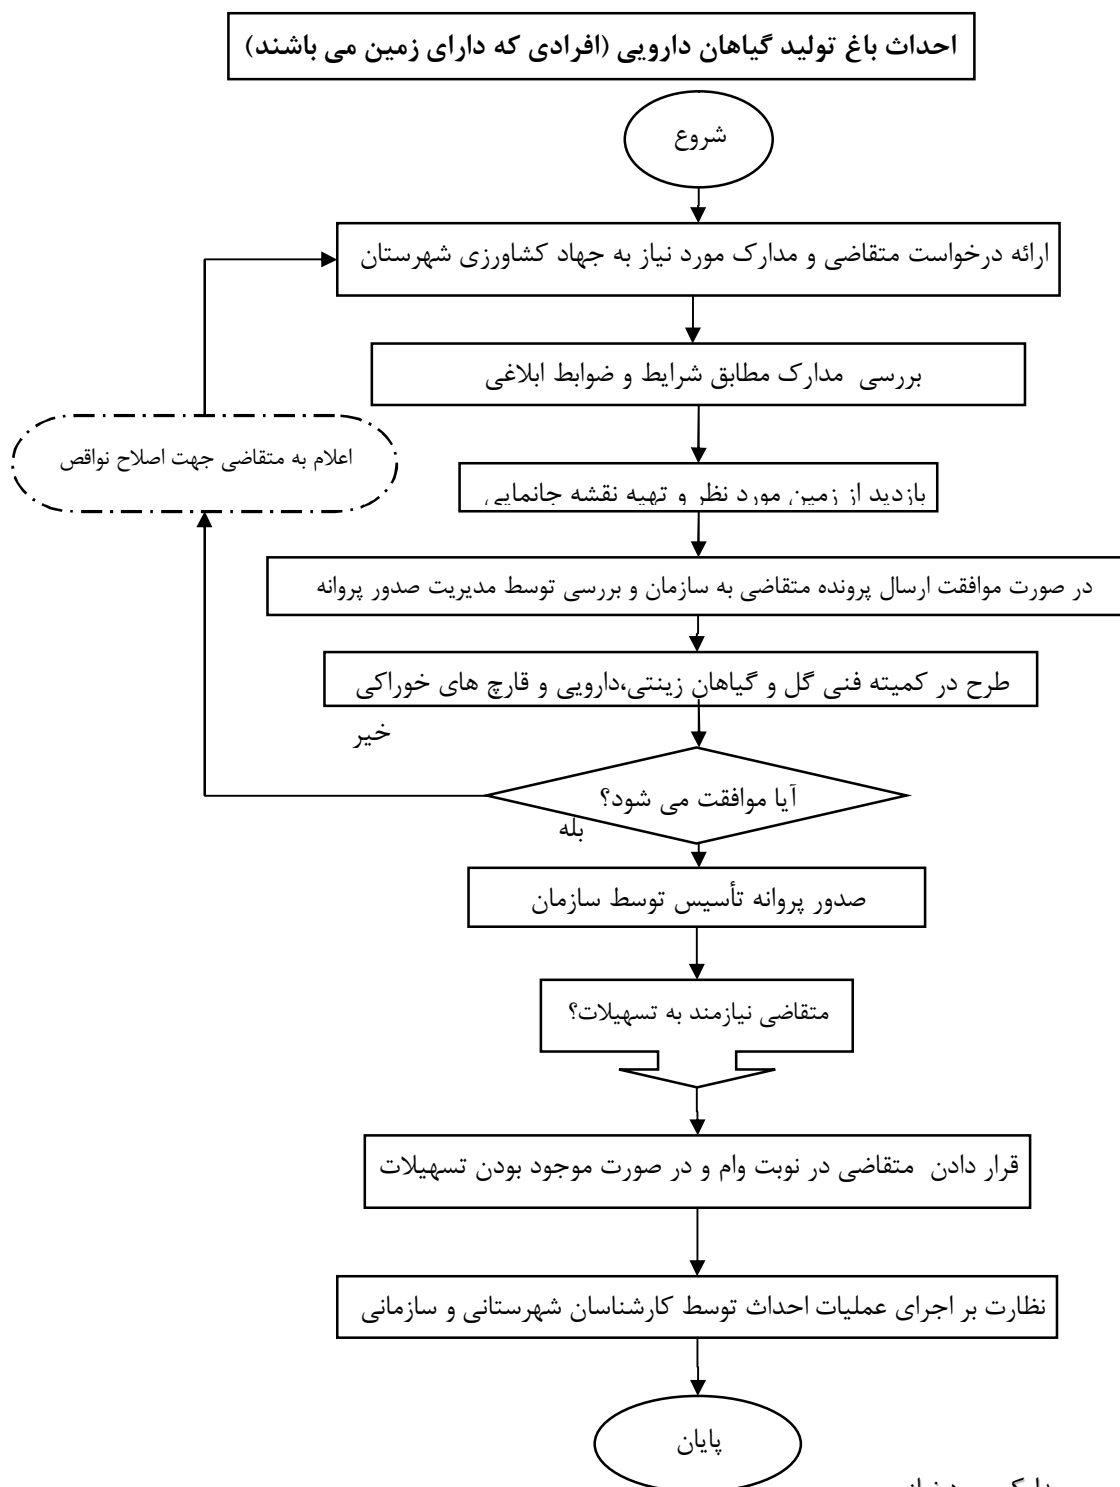 احداث باغ تولید گیاهان دارویی (افرادی که دارای زمین می باشند)
شروع
ارائه درخواست متقاضی و مدارک مورد نیاز به جهاد کشاورزی شهرستان
بررسی مدارک مطابق شرایط و ضوابط ابلاغی
اعلام به متقاضی جهت اصلاح نواقص
بازدید از زمین مورد نظر و تهیه نقشه جانمایی
در صورت موافقت ارسال پرونده متقاضی به سازمان و بررسی توسط مدیریت صدور پروانه
طرح در کمیته فنی گل و گیاهان زینتی،دارویی و قارچ های خوراکی
خیر
آیا موافقت می شود؟
بله
صدور پروانه تأسیس توسط سازمان
متقاضی نیازمند به تسهیلات؟
قرار دادن متقاضی در نوبت وام و در صورت موجود بودن تسهیلات
نظارت بر اجرای عملیات احداث توسط کارشناسان شهرستانی و سازمانی
پایان